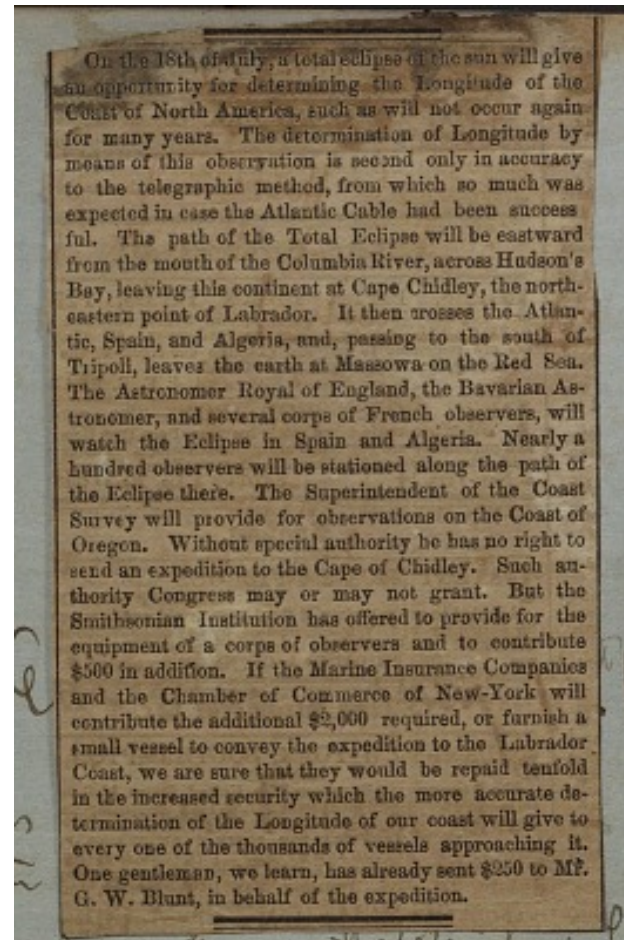 On the 18th of July, a total eclipse of the sun will give
an opportunity for determining the Longitude of the
Coast of North America, such as will not occur again
for many years. The determination of Longitude by
means of this observation is second only in accuracy
to the telegraphic method, from which so much was
expected in case the Atlantic Cable had been success
ful. The path of the Total Eclipse will be eastward
from the mouth of the Columbia River, across Hudson's
Bay, leaving this continent at Cape Chidley, the north-
eastern point of Labrador. It then crosses the Atlan-
tic, Spain, and Algeria, and, passing to the south of
Tripoli, leaves the earth at Massowa on the Red Sea.
The Astronomer Royal of England, the Bavarian As-
tronomer, and several corps of French observers, will
watch the Eclipse in Spain and Algeria. Nearly a
hundred observers will be stationed along the path of
the Eclipse there. The Superintendent of the Coast
Survey will provide for observations on the Coast of
Oregon. Without special authority he has no right to
send an expedition to the Cape of Chidley. Such au-
thority Congress may or may not grant. But the
Smithsonian Institution has offered to provide for the
equipment of a corps of observers and to contribute
$500 in addition. If the Marine Insurance Companies
and the Chamber of Commerce of New-York will
contribute the additional $2,000 required, or furnish a
small vessel to convey the expedition to the Labrador
Coast, we are sure that they would be repaid tenfold
in the increased security which the more accurate de-
termination of the Longitude of our coast will give to
every one of the thousands of vessels approaching it.
One gentleman, we learn, has already sent $250 to Mr.
G. W. Blunt, in behalf of the expedition.